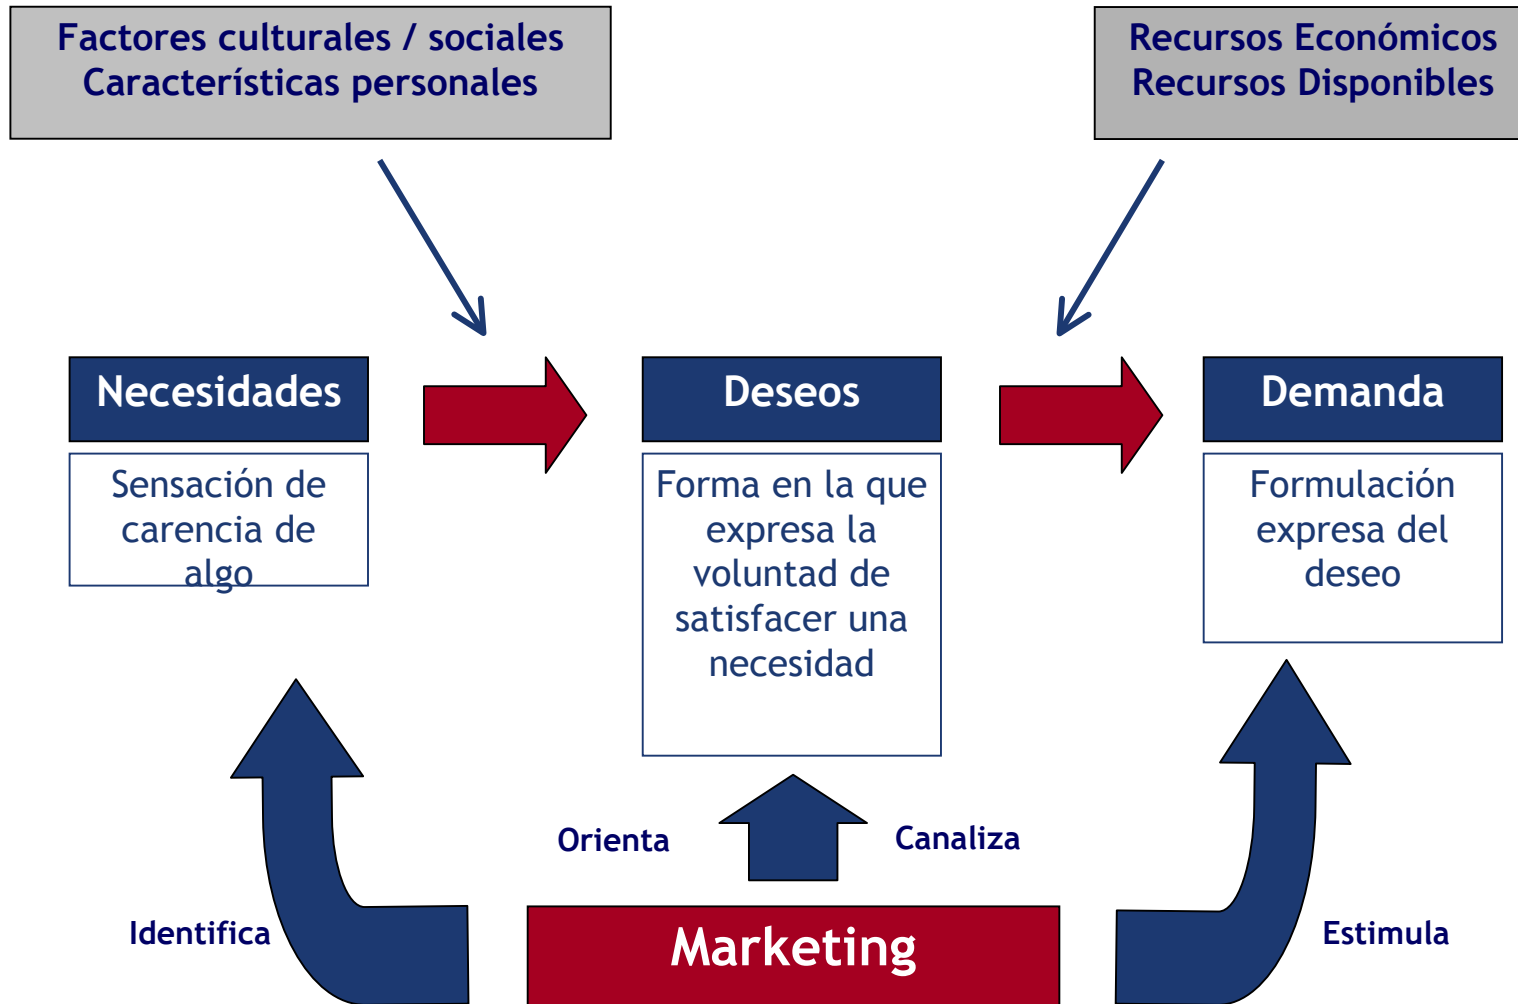 Factores culturales / sociales
Características personales
Recursos Económicos
Recursos Disponibles
Necesidades
Sensación de
carencia de
algo
Deseos
Forma en la que
expresa la
voluntad de
satisfacer una
necesidad
Demanda
Formulación
expresa del
deseo
Orienta
Canaliza
Identifica
Marketing
Estimula